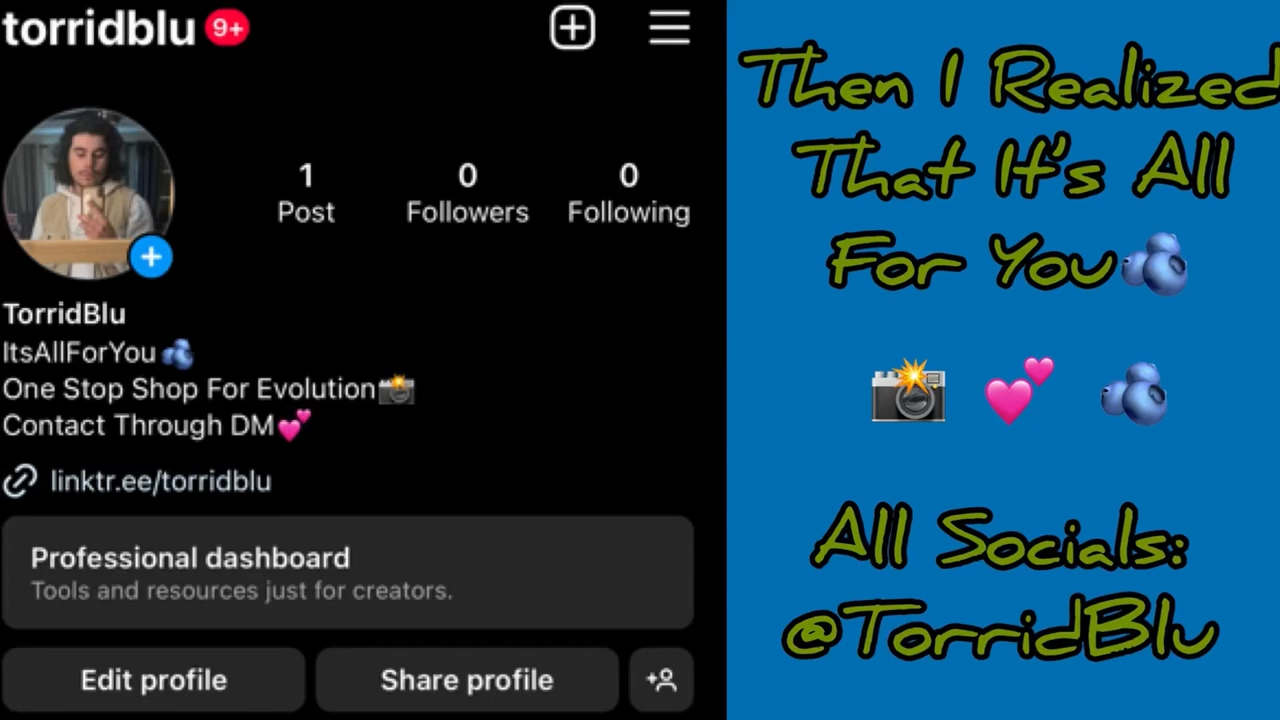 torridblu 9+
1 0 0
Post Followers Following
TorridBlu
ItsAllForYou🫐
One Stop Shop For Evolution📸
Contact Through DM💕
linktr.ee/torridblu
Professional dashboard
Tools and resources just for creators.
Edit profile Share profile
Then I Realized
That It's All
For You🫐
📸 💕 🫐
All Socials:
@TorridBlu